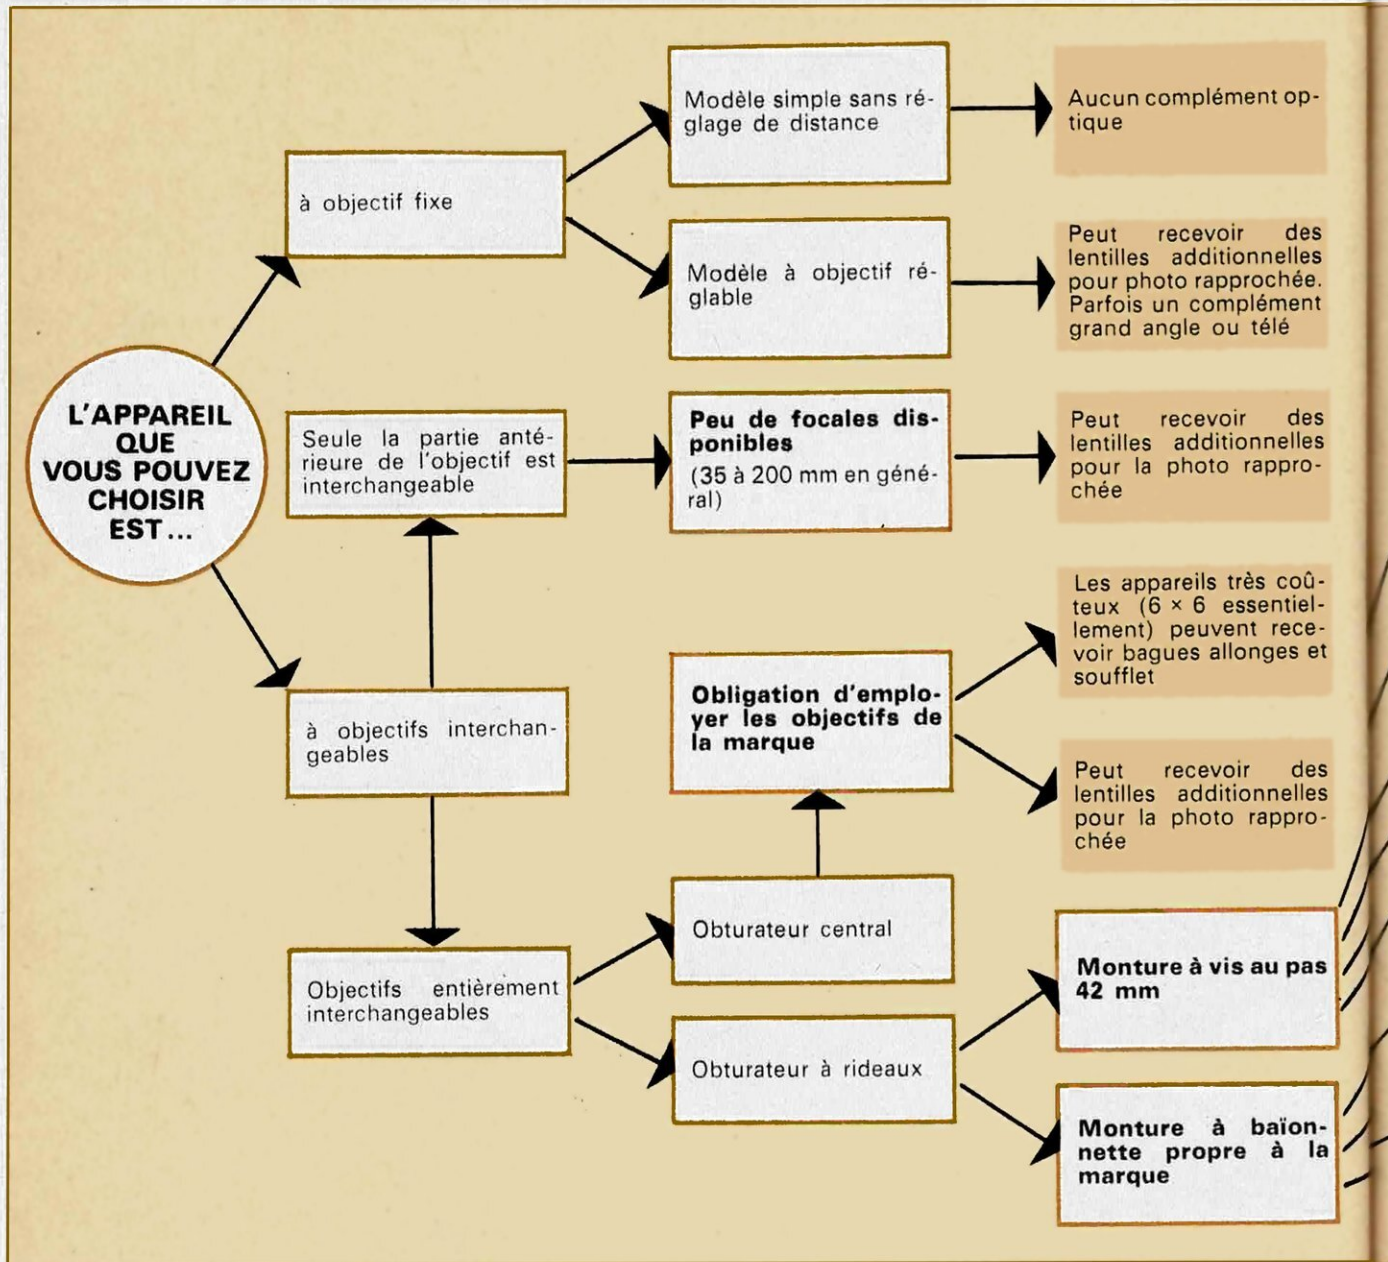 L'APPAREIL
QUE
VOUS POUVEZ
CHOISIR
EST...
à objectif fixe
Modèle simple sans ré-
glage de distance
Aucun complément op-
tique
Modèle à objectif ré-
glable
Peut recevoir des
lentilles additionnelles
pour photo rapprochée.
Parfois un complément
grand angle ou télé
Seule la partie anté-
rieure de l'objectif est
interchangeable
Peu de focales dis-
ponibles
(35 à 200 mm en géné-
ral)
Peut recevoir des
lentilles additionnelles
pour la photo rappro-
chée
à objectifs interchan-
geables
Obligation d'emplo-
yer les objectifs de
la marque
Les appareils très coû-
teux (6 × 6 essentiel-
lement) peuvent rece-
voir bagues allonges et
soufflet
Peut recevoir des
lentilles additionnelles
pour la photo rappro-
chée
Objectifs entièrement
interchangeables
Obturateur central
Obturateur à rideaux
Monture à vis au pas
42 mm
Monture à baïon-
nette propre à la
marque